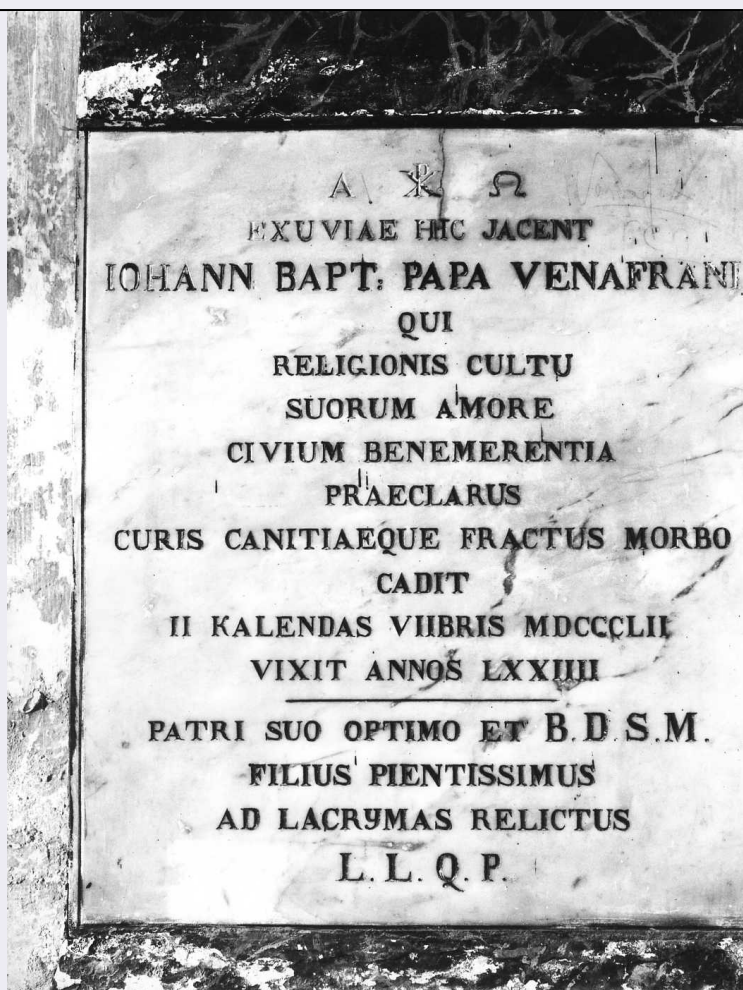 A ☧ Ω
EXUVIAE HIC JACENT
IOHANN BAPT: PAPA VENAFRANI
QUI
RELIGIONIS CULTU
SUORUM AMORE
CIVIUM BENEMERENTIA
PRAECLARUS
CURIS CANITIAEQUE FRACTUS MORBO
CADIT
II KALENDAS VIIBRIS MDCCCLII
VIXIT ANNOS LXXIIII
PATRI SUO OPTIMO ET B.D.S.M.
FILIUS PIENTISSIMUS
AD LACRYMAS RELICTUS
L. L. Q. P.